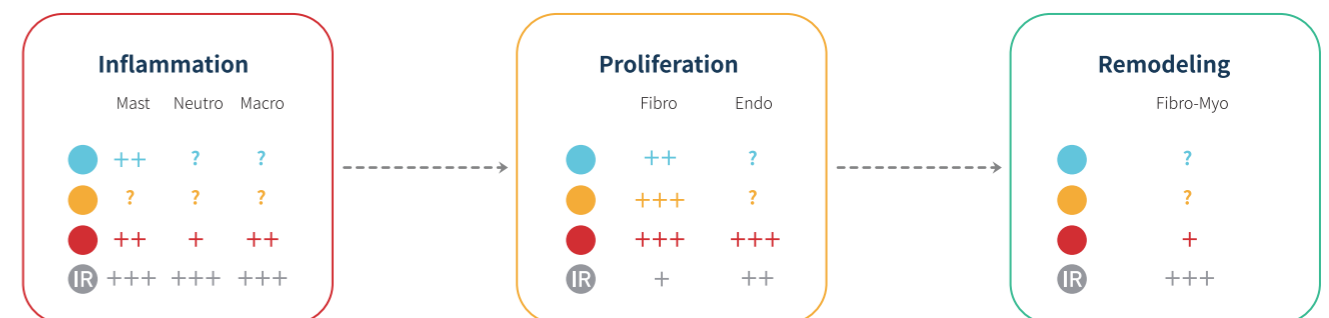 Inflammation
Mast Neutro Macro
++ ? ?
? ? ?
++ + ++
IR +++ +++ +++
Proliferation
Fibro Endo
++ ?
+++ ?
+++ +++
IR + ++
Remodeling
Fibro-Myo
?
?
+
IR +++